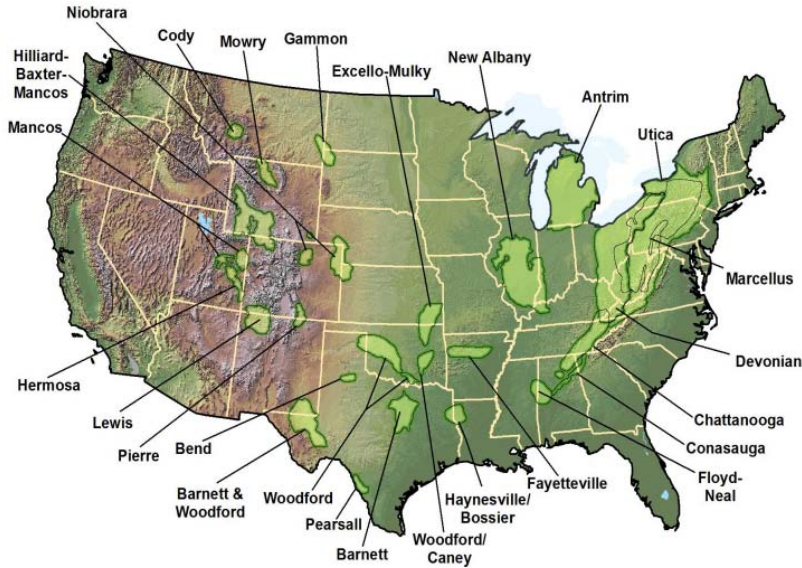 Niobrara
Cody
Mowry
Gammon
Hilliard-
Baxter-
Mancos
Excello-Mulky
New Albany
Antrim
Mancos
Utica
Marcellus
Devonian
Hermosa
Lewis
Chattanooga
Pierre
Bend
Conasauga
Barnett &
Woodford
Woodford
Fayetteville
Floyd-
Neal
Haynesville/
Bossier
Pearsall
Barnett
Woodford/
Caney